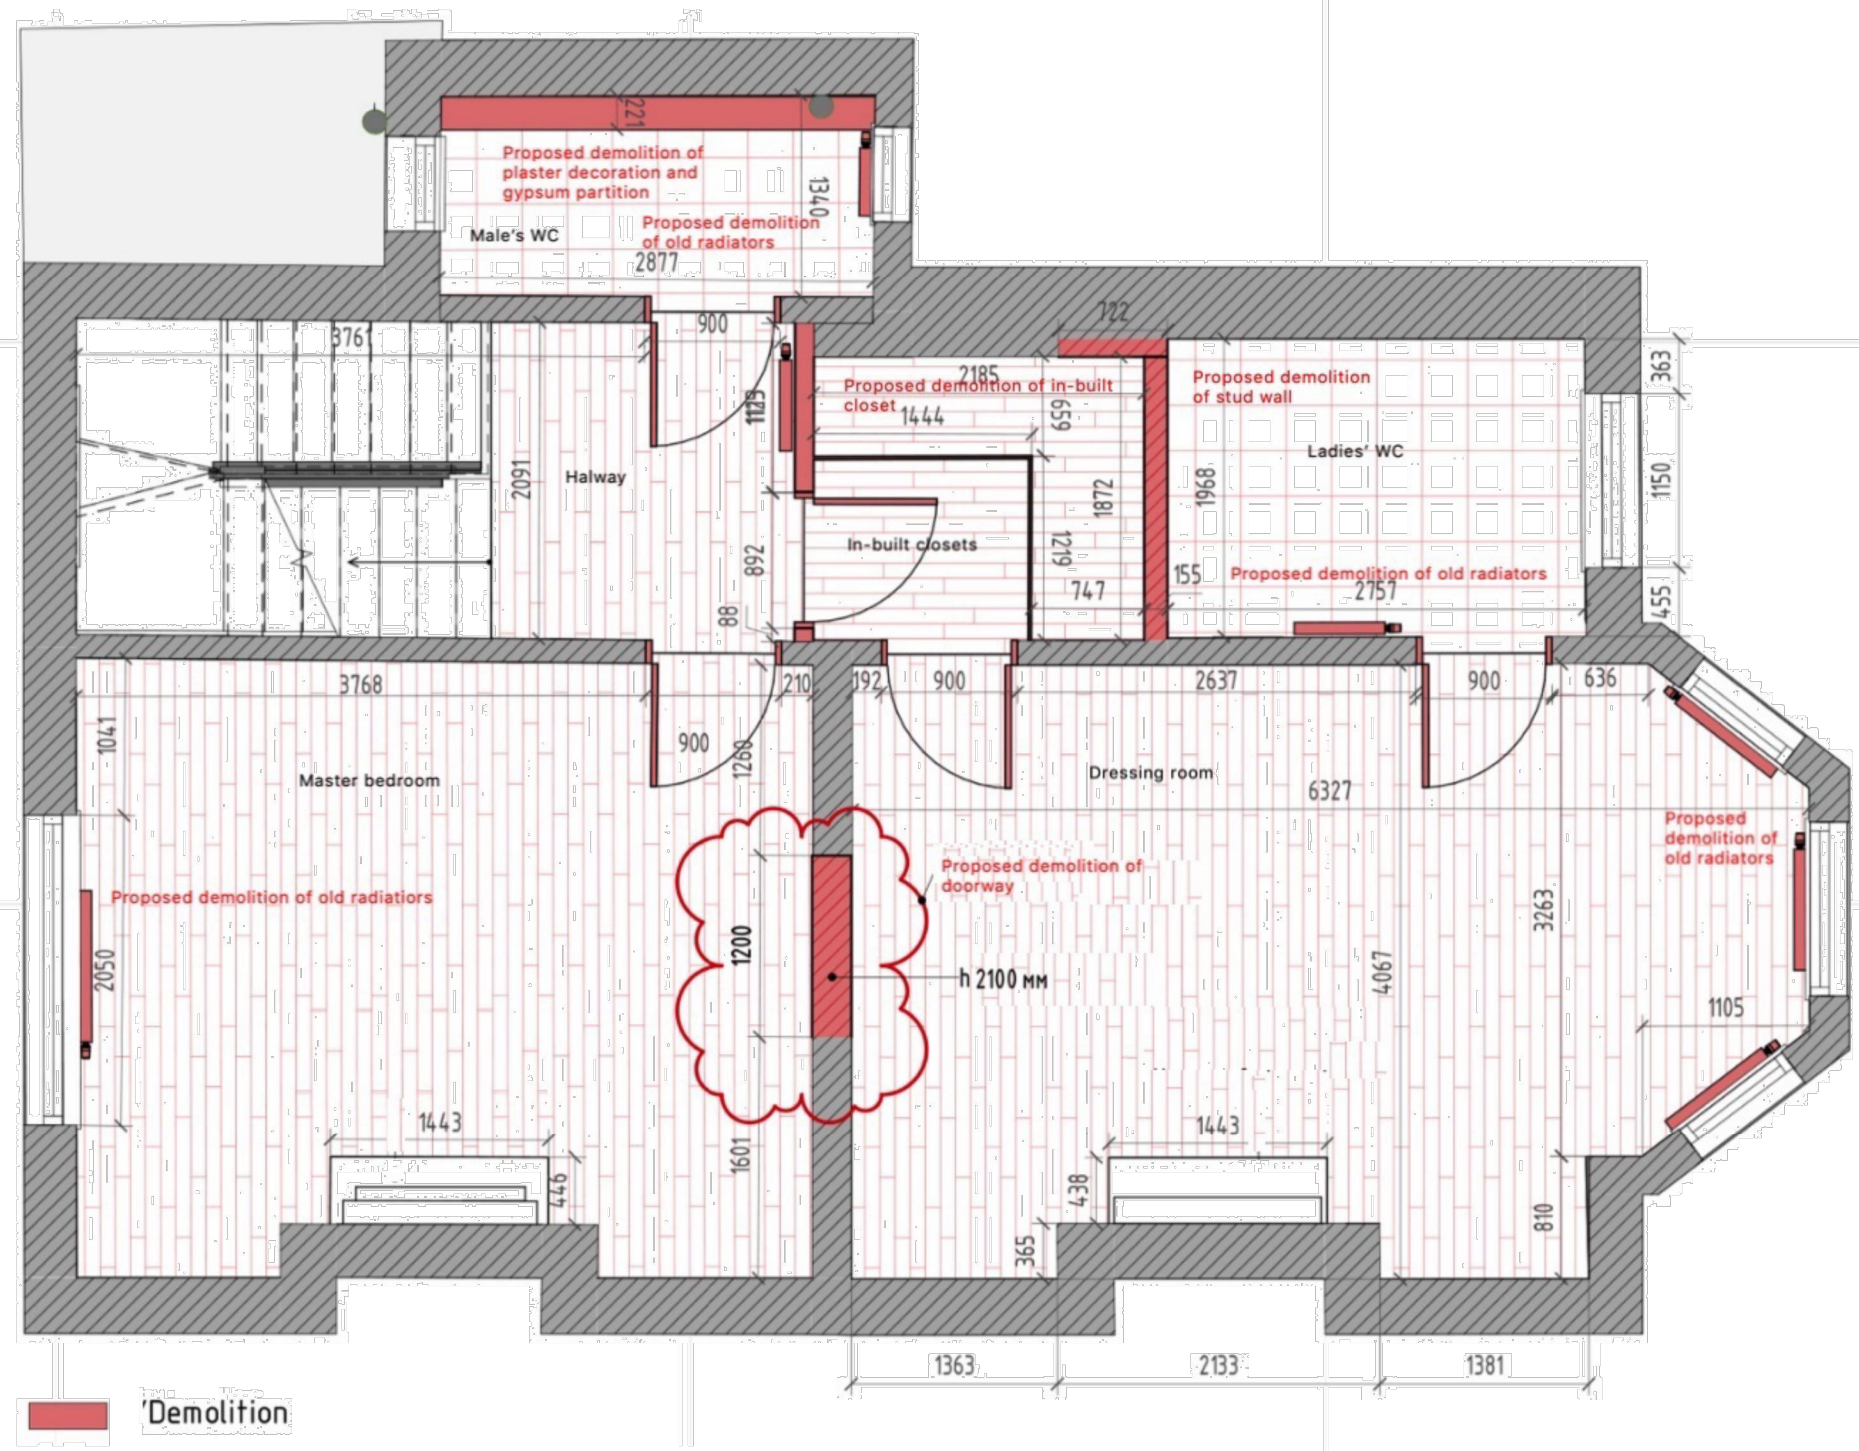 221
Proposed demolition of
plaster decoration and
gypsum partition
1340
Male's WC
Proposed demolition
of old radiators
2877
722
3761
900
363
2185
Proposed demolition of in-built
closet
1444
659
Proposed demolition
of stud wall
Ladies' WC
1150
2091
Halway
1872
1968
892
In-built closets
1219
747
155
Proposed demolition of old radiators
2757
455
88
3768
210
192
900
2637
900
636
1041
900
1260
Master bedroom
Dressing room
6327
Proposed
demolition of
old radiators
Proposed demolition of
doorway
Proposed demolition of old radiatiors
1200
3263
2050
4067
h 2100 мм
1105
1443
1443
1601
446
438
810
365
1363
2133
1381
'Demolition